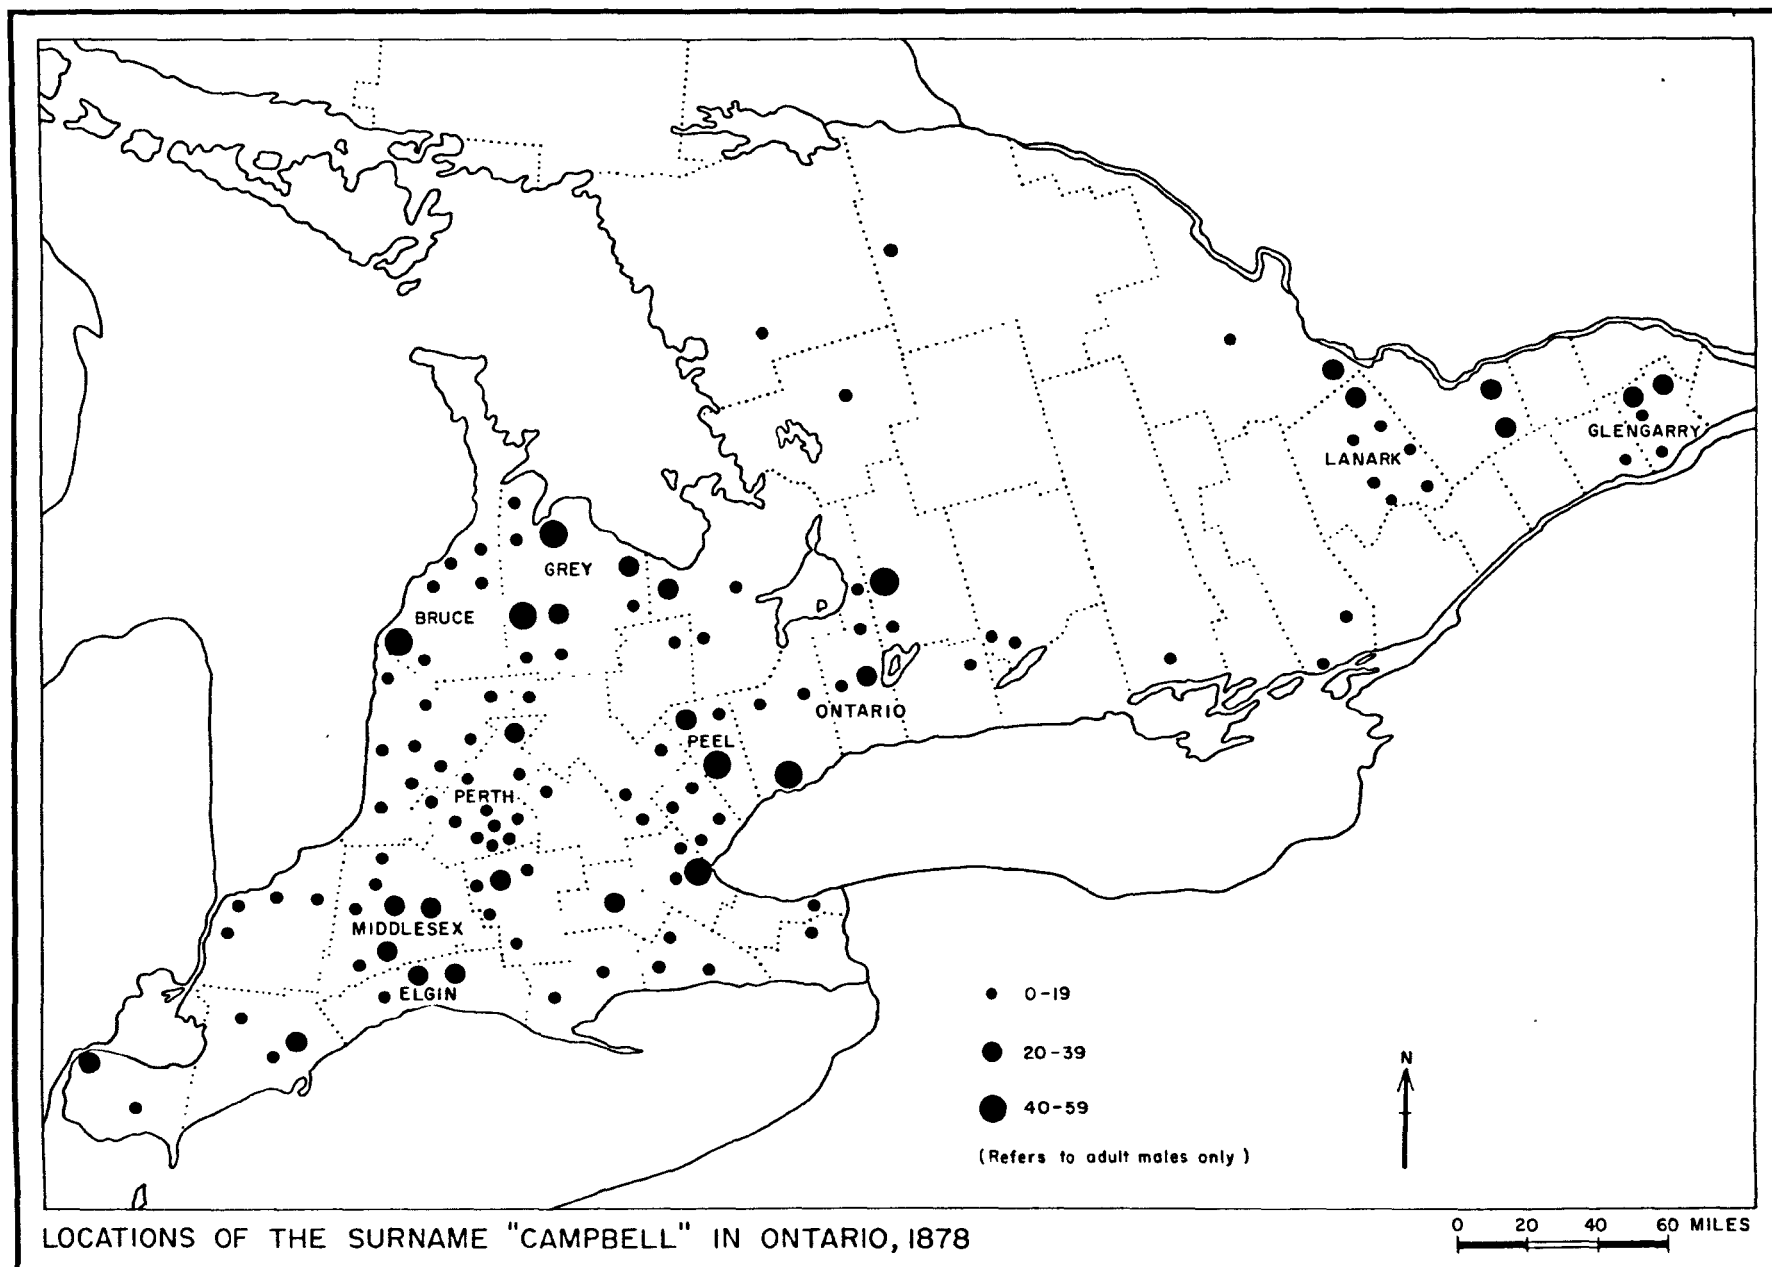 GREY
BRUCE
LANARK
GLENGARRY
ONTARIO
PEEL
PERTH
MIDDLESEX
ELGIN
0-19
20-39
40-59
(Refers to adult males only)
N
LOCATIONS OF THE SURNAME "CAMPBELL" IN ONTARIO, 1878
0 20 40 60 MILES